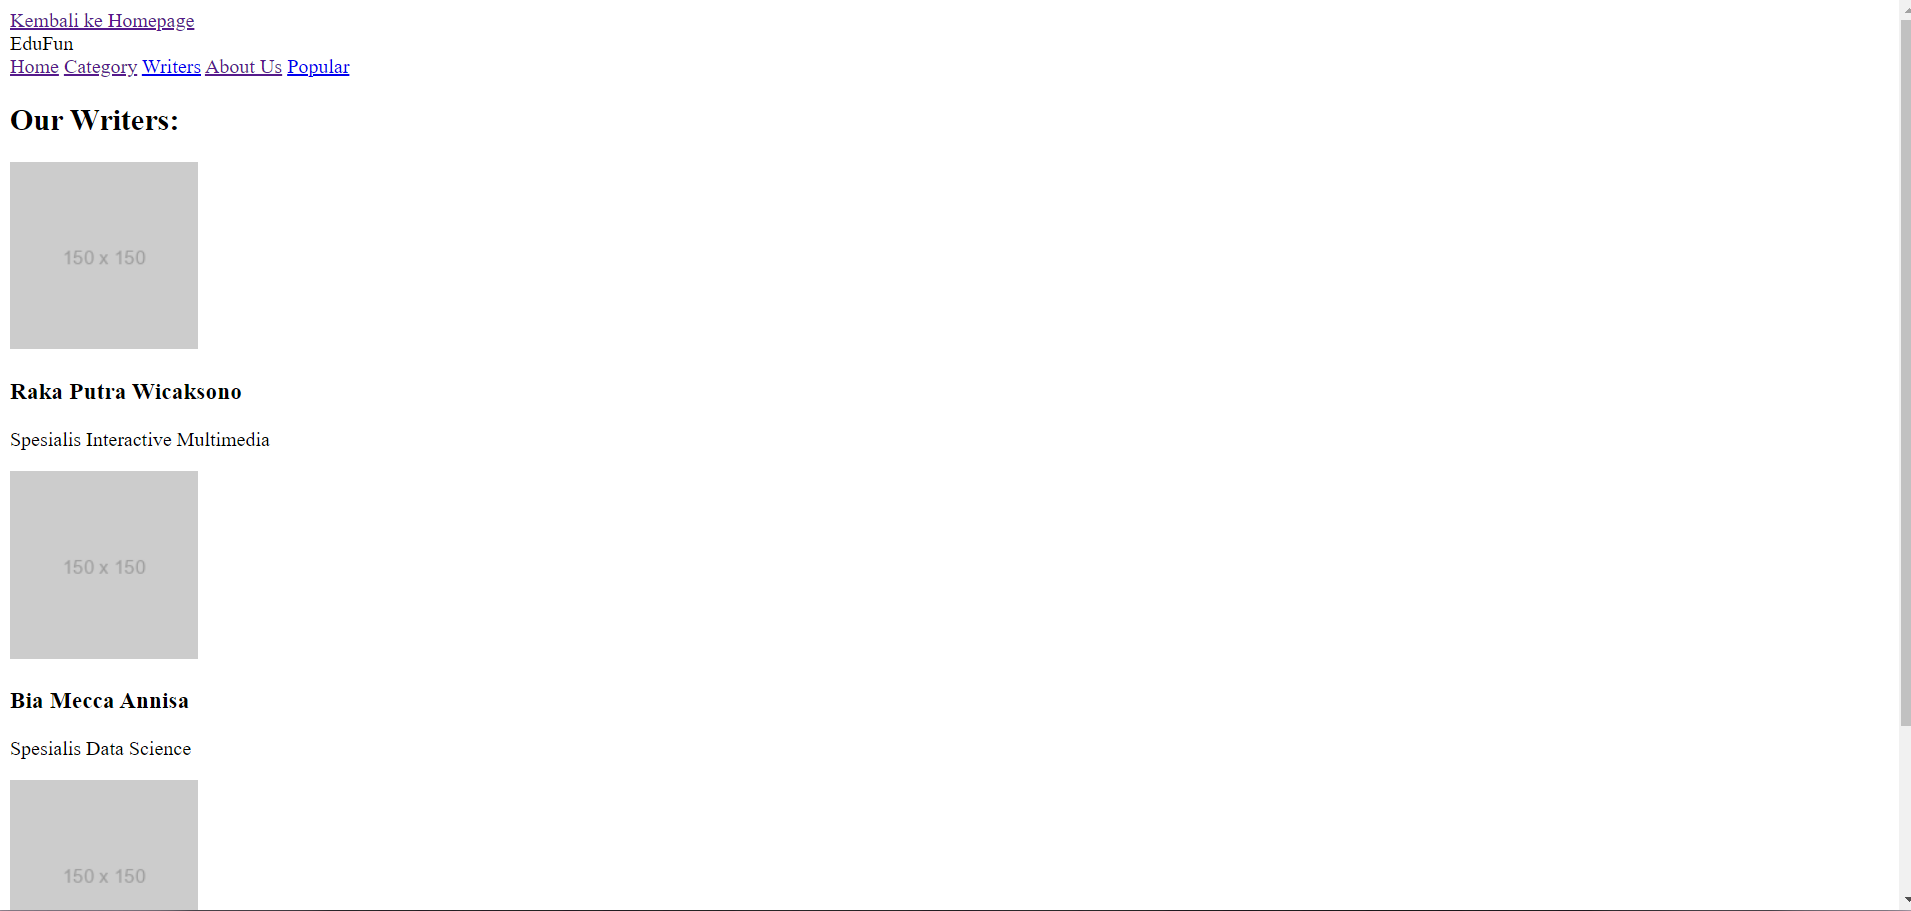 Kembali ke Homepage
EduFun
Home Category Writers About Us Popular
Our Writers:
150 x 150
Raka Putra Wicaksono
Spesialis Interactive Multimedia
150 x 150
Bia Mecca Annisa
Spesialis Data Science
150 x 150